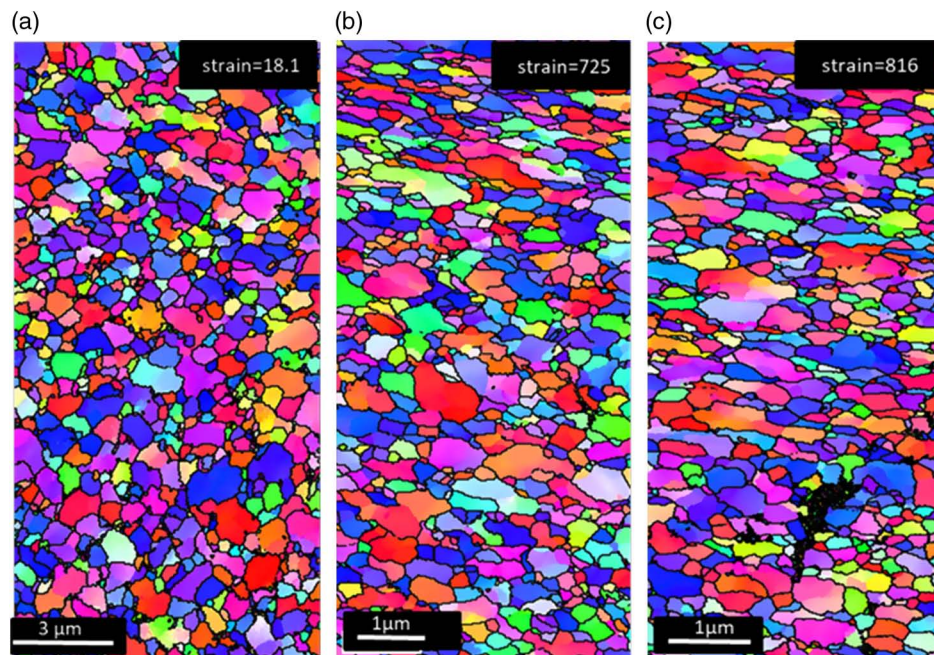 (a)
(b)
(c)
strain=18.1
strain=725
strain=816
3 µm
1µm
1µm